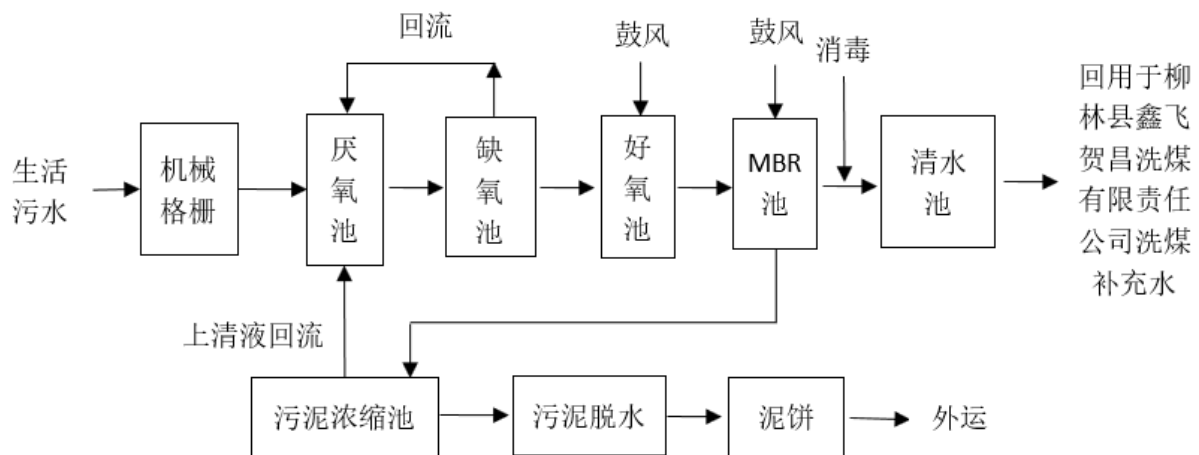 回流
鼓风
鼓风
消毒
生活
污水
机械
格栅
厌
氧
池
缺
氧
池
好
氧
池
MBR
池
清水
池
回用于柳
林县鑫飞
贺昌洗煤
有限责任
公司洗煤
补充水
上清液回流
污泥浓缩池
污泥脱水
泥饼
外运